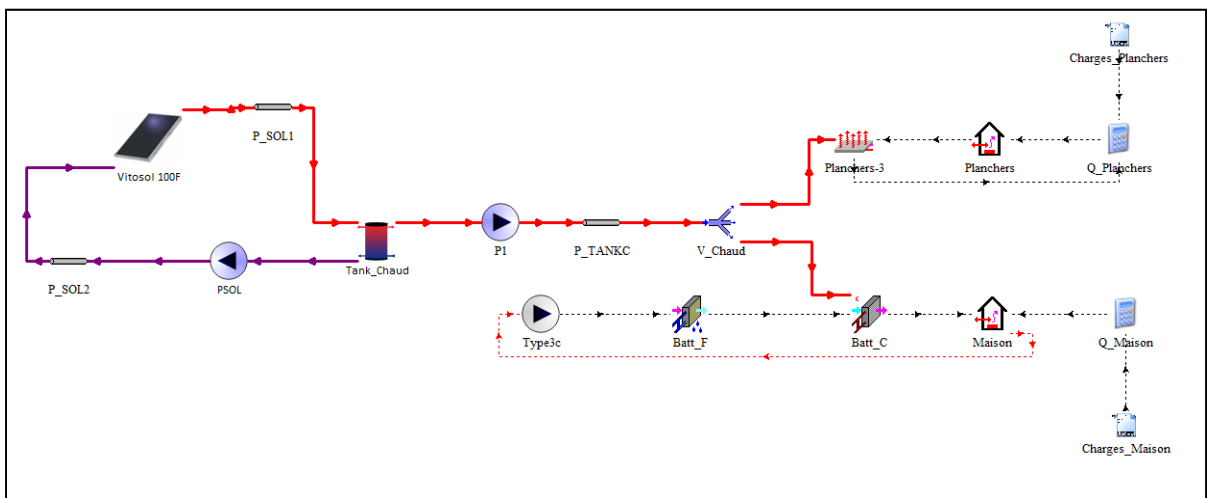 Charges_Planchers
P_SOL1
Vitosol 100F
Planchers-3
Planchers
Q_Planchers
P1
P_TANKC
V_Chaud
Tank_Chaud
P_SOL2
PSOL
Type3c
Batt_F
Batt_C
Maison
Q_Maison
Charges_Maison